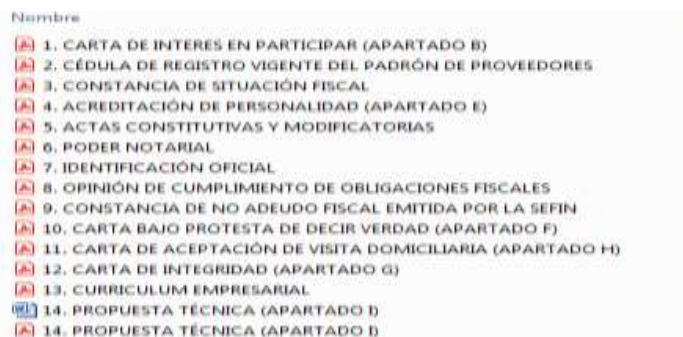 Nombre
1. CARTA DE INTERES EN PARTICIPAR (APARTADO B)
2. CÉDULA DE REGISTRO VIGENTE DEL PADRÓN DE PROVEEDORES
3. CONSTANCIA DE SITUACIÓN FISCAL
4. ACREDITACIÓN DE PERSONALIDAD (APARTADO E)
5. ACTAS CONSTITUTIVAS Y MODIFICATORIAS
6. PODER NOTARIAL
7. IDENTIFICACIÓN OFICIAL
8. OPINIÓN DE CUMPLIMIENTO DE OBLIGACIONES FISCALES
9. CONSTANCIA DE NO ADEUDO FISCAL EMITIDA POR LA SEFIN
10. CARTA BAJO PROTESTA DE DECIR VERDAD (APARTADO F)
11. CARTA DE ACEPTACIÓN DE VISITA DOMICILIARIA (APARTADO H)
12. CARTA DE INTEGRIDAD (APARTADO G)
13. CURRICULUM EMPRESARIAL
14. PROPUESTA TÉCNICA (APARTADO I)
14. PROPUESTA TÉCNICA (APARTADO I)